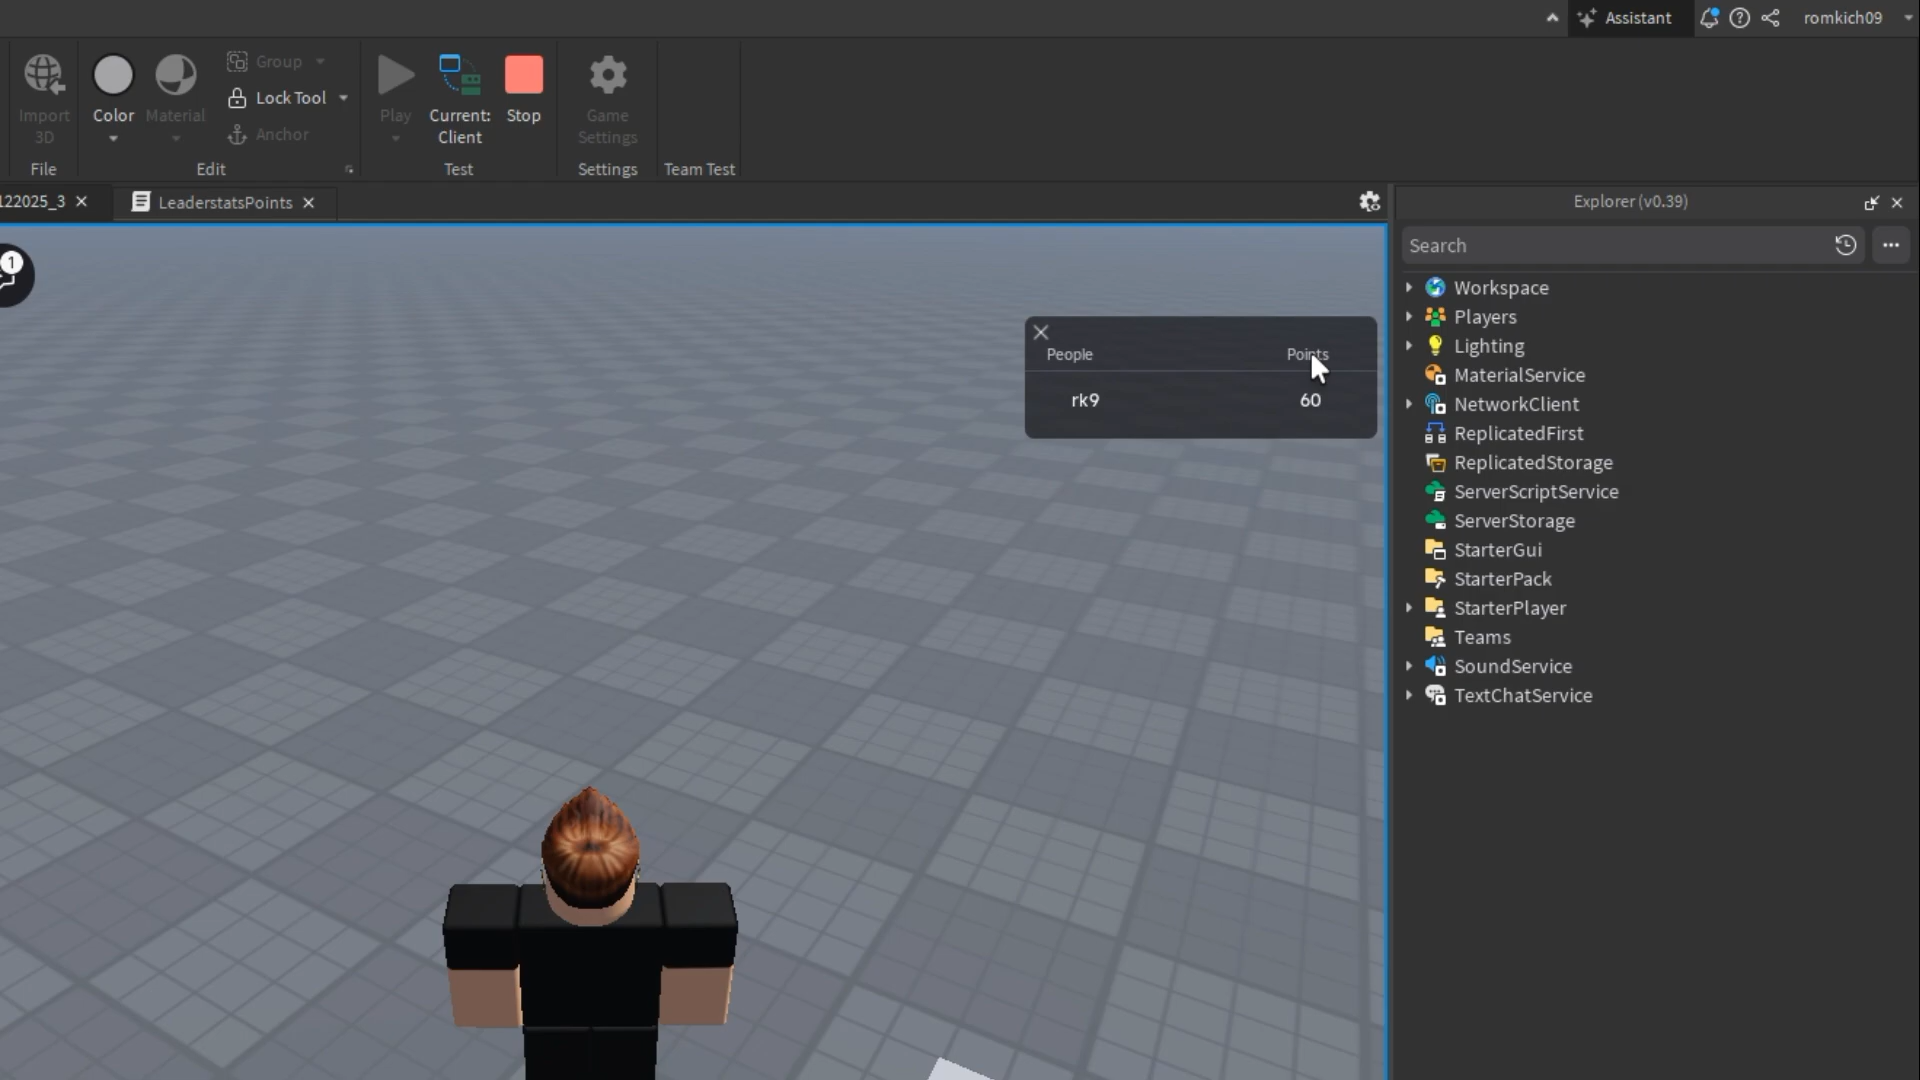 Assistant
romkich09
Import
3D
File
Color
Material
Group
Lock Tool
Anchor
Edit
Play
Current:
Client
Stop
Test
Game
Settings
Settings
Team Test
122025_3
LeaderstatsPoints
Explorer (v0.39)
Search
1
People
Points
rk9
60
Workspace
Players
Lighting
MaterialService
NetworkClient
ReplicatedFirst
ReplicatedStorage
ServerScriptService
ServerStorage
StarterGui
StarterPack
StarterPlayer
Teams
SoundService
TextChatService